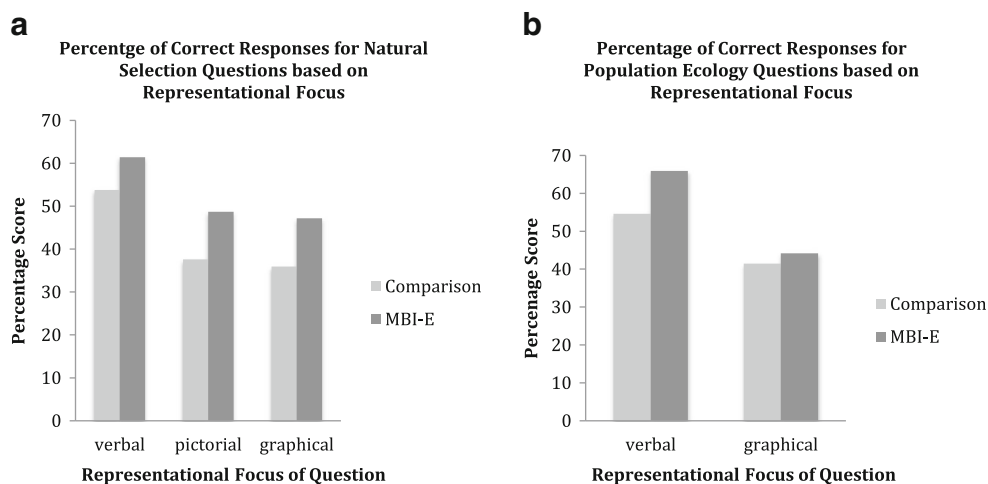 a
Percentge of Correct Responses for Natural
Selection Questions based on
Representational Focus
70
60
50
40
30
20
10
0
Percentage Score
verbal
pictorial
graphical
Representational Focus of Question
Comparison
MBI-E
b
Percentage of Correct Responses for
Population Ecology Questions based on
Representational Focus
70
60
50
40
30
20
10
0
Percenage Score
verbal
graphical
Representational Focus of Question
Comparison
MBI-E